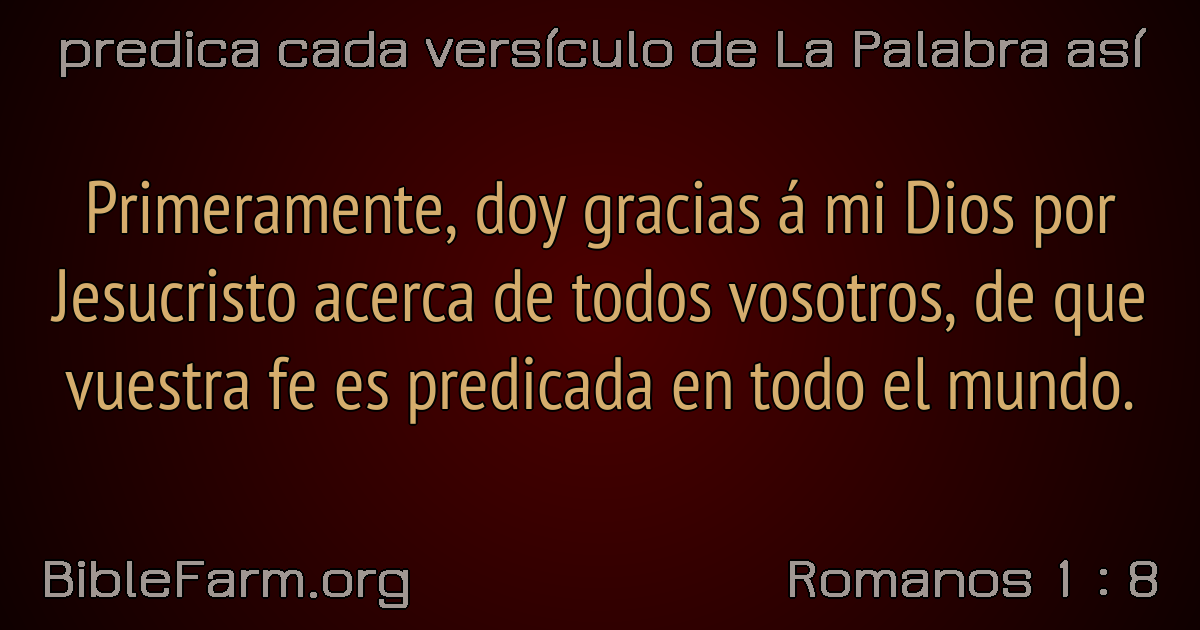 predica cada versículo de La Palabra así
Primeramente, doy gracias á mi Dios por
Jesucristo acerca de todos vosotros, de que
vuestra fe es predicada en todo el mundo.
BibleFarm.org
Romanos 1 : 8